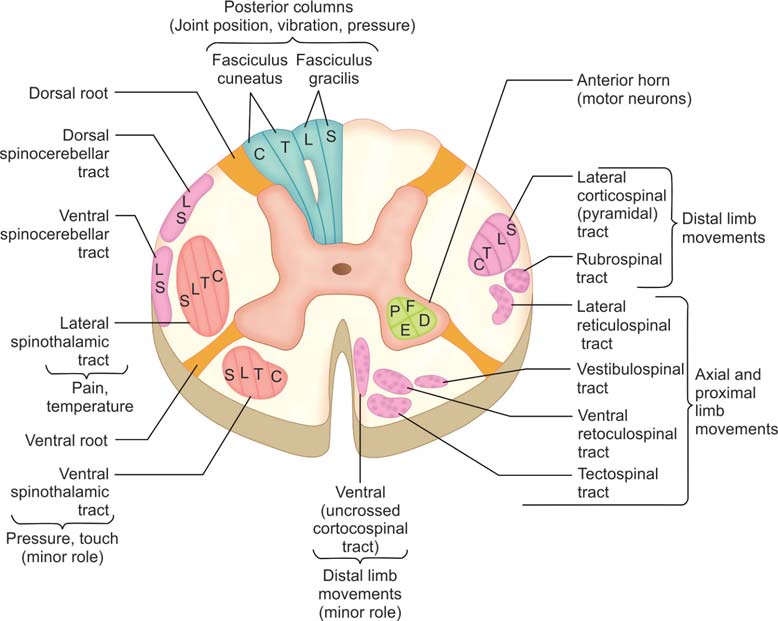 Posterior columns
(Joint position, vibration, pressure)
Fasciculus
cuneatus
Fasciculus
gracilis
Dorsal root
Dorsal
spinocerebellar
tract
Ventral
spinocerebellar
tract
Lateral
spinothalamic
tract
Pain,
temperature
Ventral root
Ventral
spinothalamic
tract
Pressure, touch
(minor role)
C T L S
L
S
L
S
S L T C
S L T C
P F
E D
S
L
T
C
Ventral
(uncrossed
cortocospinal
tract)
Distal limb
movements
(minor role)
Anterior horn
(motor neurons)
Lateral
corticospinal
(pyramidal)
tract
Rubrospinal
tract
Distal limb
movements
Lateral
reticulospinal
tract
Vestibulospinal
tract
Ventral
retoculospinal
tract
Tectospinal
tract
Axial and
proximal
limb
movements